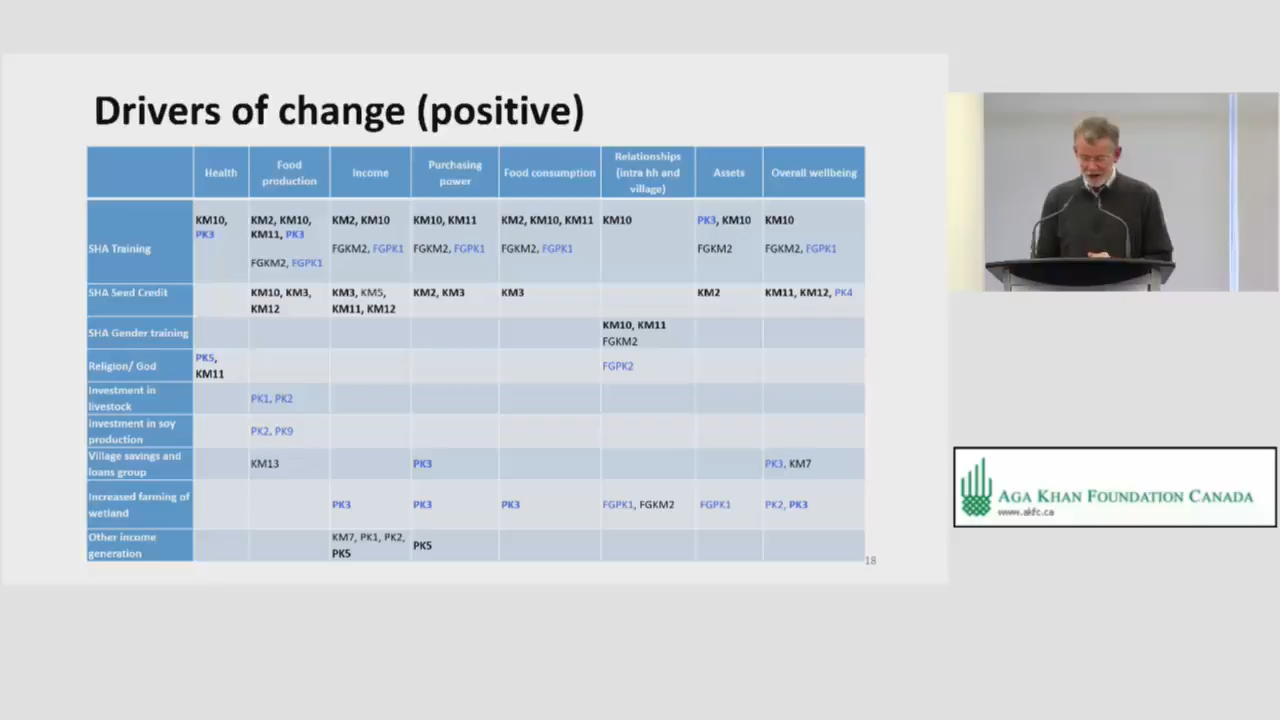 Drivers of change (positive)
Health
Food production
Income
Purchasing power
Food consumption
Relationships (intra hh and village)
Assets
Overall wellbeing
SHA Training
KM10,
PK3
KM2, KM10,
KM11, PK3
FGKM2, FGPK1
KM2, KM10
FGKM2, FGPK1
KM10, KM11
FGKM2, FGPK1
KM2, KM10, KM11
FGKM2, FGPK1
KM10
PK3, KM10
FGKM2
KM10
FGKM2, FGPK1
SHA Seed Credit
KM10, KM3,
KM12
KM3, KM5,
KM11, KM12
KM2, KM3
KM3
KM2
KM11, KM12, PK4
SHA Gender training
KM10, KM11
FGKM2
Religion/ God
PK5,
KM11
FGPK2
Investment in
livestock
PK1, PK2
Investment in soy
production
PK2, PK9
Village savings and
loans group
KM13
PK3
PK3, KM7
Increased farming of
wetland
PK3
PK3
PK3
FGPK1, FGKM2
FGPK1
PK2, PK3
Other income
generation
KM7, PK1, PK2,
PK5
PK5
18
AGA KHAN FOUNDATION CANADA
www.akfc.ca